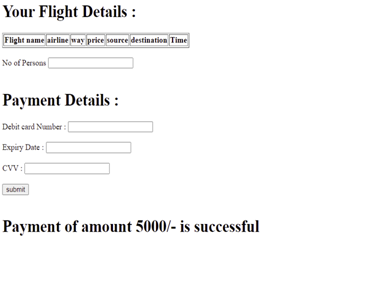 Your Flight Details :
Flight name airline way price source destination Time
No of Persons
Payment Details :
Debit card Number :
Expiry Date :
CVV :
submit
Payment of amount 5000/- is successful